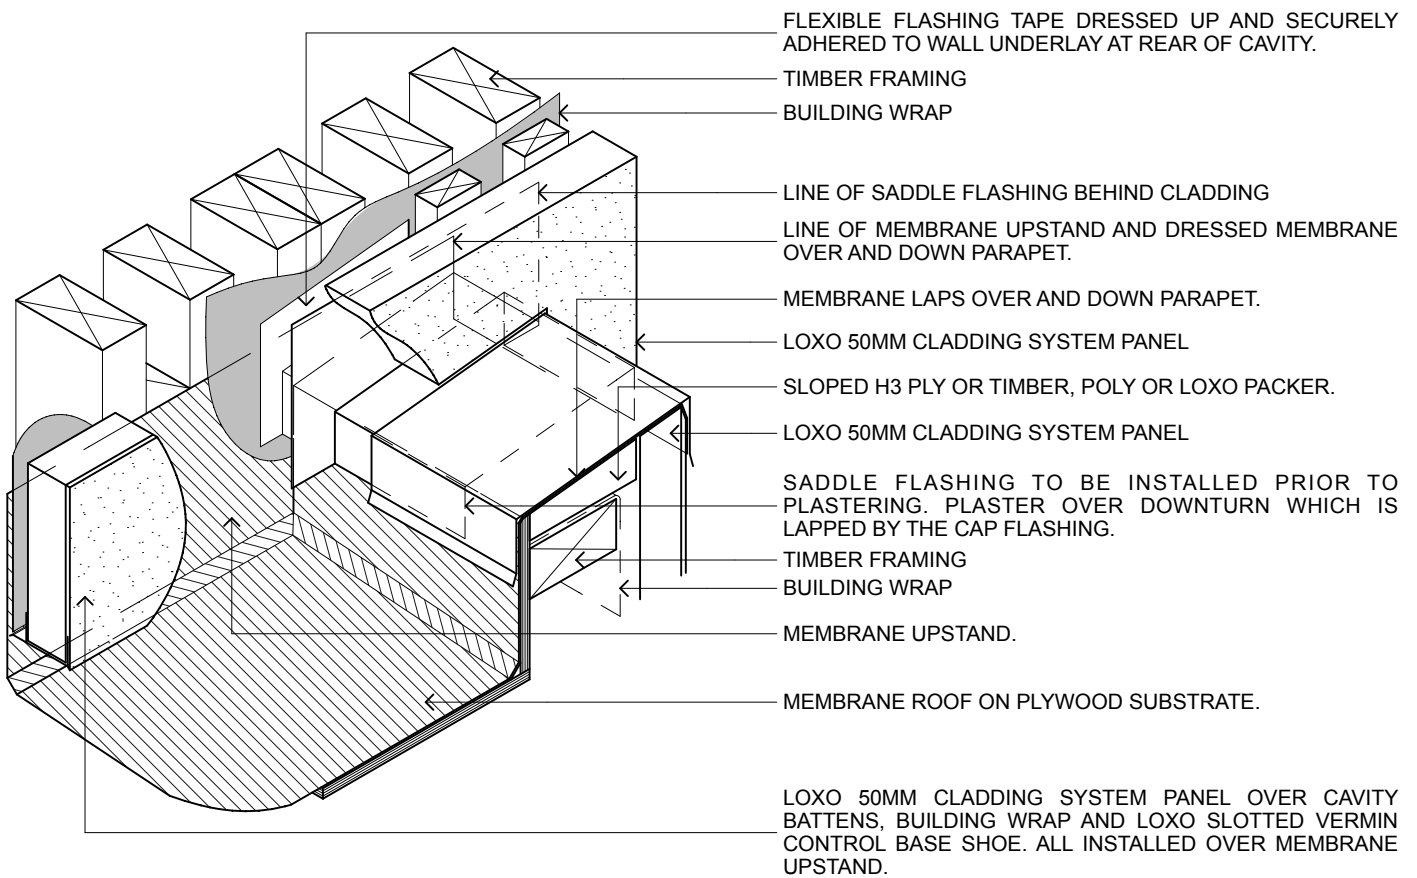 FLEXIBLE FLASHING TAPE DRESSED UP AND SECURELY
ADHERED TO WALL UNDERLAY AT REAR OF CAVITY.
TIMBER FRAMING
BUILDING WRAP
LINE OF SADDLE FLASHING BEHIND CLADDING
LINE OF MEMBRANE UPSTAND AND DRESSED MEMBRANE
OVER AND DOWN PARAPET.
MEMBRANE LAPS OVER AND DOWN PARAPET.
LOXO 50MM CLADDING SYSTEM PANEL
SLOPED H3 PLY OR TIMBER, POLY OR LOXO PACKER.
LOXO 50MM CLADDING SYSTEM PANEL
SADDLE FLASHING TO BE INSTALLED PRIOR TO
PLASTERING. PLASTER OVER DOWNTURN WHICH IS
LAPPED BY THE CAP FLASHING.
TIMBER FRAMING
BUILDING WRAP
MEMBRANE UPSTAND.
MEMBRANE ROOF ON PLYWOOD SUBSTRATE.
LOXO 50MM CLADDING SYSTEM PANEL OVER CAVITY
BATTENS, BUILDING WRAP AND LOXO SLOTTED VERMIN
CONTROL BASE SHOE. ALL INSTALLED OVER MEMBRANE
UPSTAND.